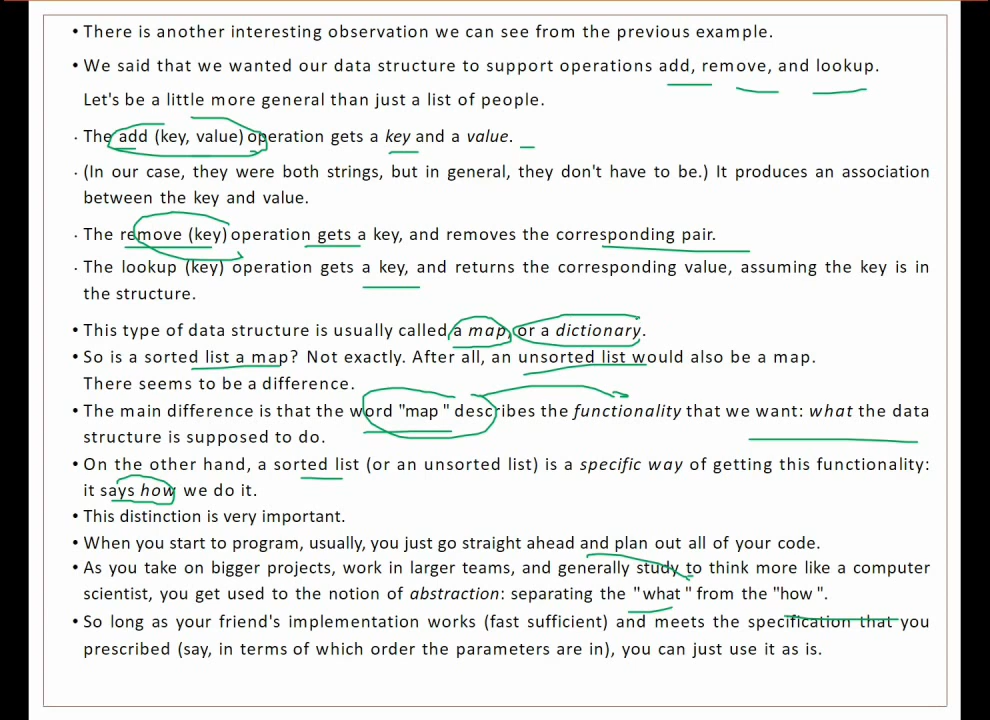 • There is another interesting observation we can see from the previous example.
• We said that we wanted our data structure to support operations add, remove, and lookup.
Let's be a little more general than just a list of people.
· The add (key, value) operation gets a key and a value.
· (In our case, they were both strings, but in general, they don't have to be.) It produces an association
between the key and value.
· The remove (key) operation gets a key, and removes the corresponding pair.
· The lookup (key) operation gets a key, and returns the corresponding value, assuming the key is in
the structure.
• This type of data structure is usually called a map, or a dictionary.
• So is a sorted list a map? Not exactly. After all, an unsorted list would also be a map.
There seems to be a difference.
• The main difference is that the word "map " describes the functionality that we want: what the data
structure is supposed to do.
• On the other hand, a sorted list (or an unsorted list) is a specific way of getting this functionality:
it says how we do it.
• This distinction is very important.
• When you start to program, usually, you just go straight ahead and plan out all of your code.
• As you take on bigger projects, work in larger teams, and generally study to think more like a computer
scientist, you get used to the notion of abstraction: separating the "what " from the "how ".
• So long as your friend's implementation works (fast sufficient) and meets the specification that you
prescribed (say, in terms of which order the parameters are in), you can just use it as is.